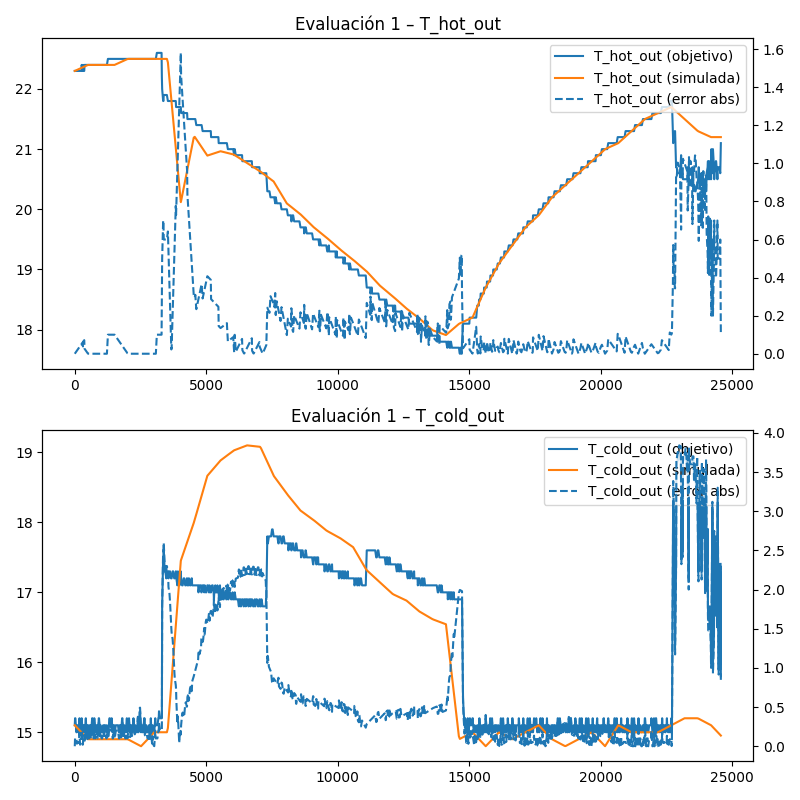 Evaluación 1 – T_hot_out
T_hot_out (objetivo)
T_hot_out (simulada)
T_hot_out (error abs)
22
21
20
19
18
1.6
1.4
1.2
1.0
0.8
0.6
0.4
0.2
0.0
0 5000 10000 15000 20000 25000
Evaluación 1 – T_cold_out
T_cold_out (objetivo)
T_cold_out (simulada)
T_cold_out (error abs)
19
18
17
16
15
4.0
3.5
3.0
2.5
2.0
1.5
1.0
0.5
0.0
0 5000 10000 15000 20000 25000